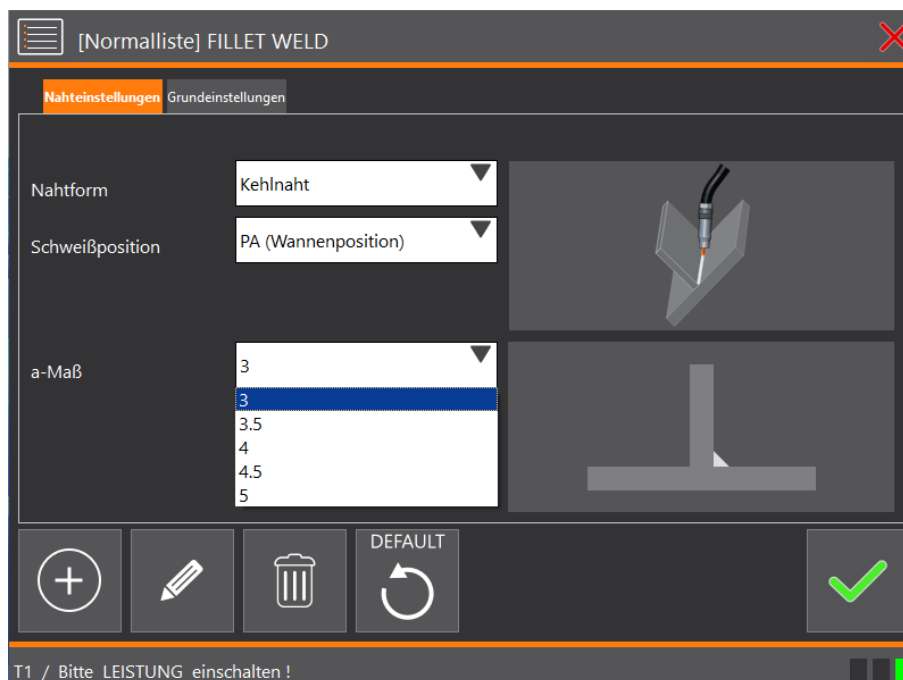 [Normalliste] FILLET WELD
Nahteinstellungen Grundeinstellungen
Nahtform
Kehlnaht
Schweißposition
PA (Wannenposition)
a-Maß
3
3
3.5
4
4.5
5
DEFAULT
T1 / Bitte LEISTUNG einschalten !